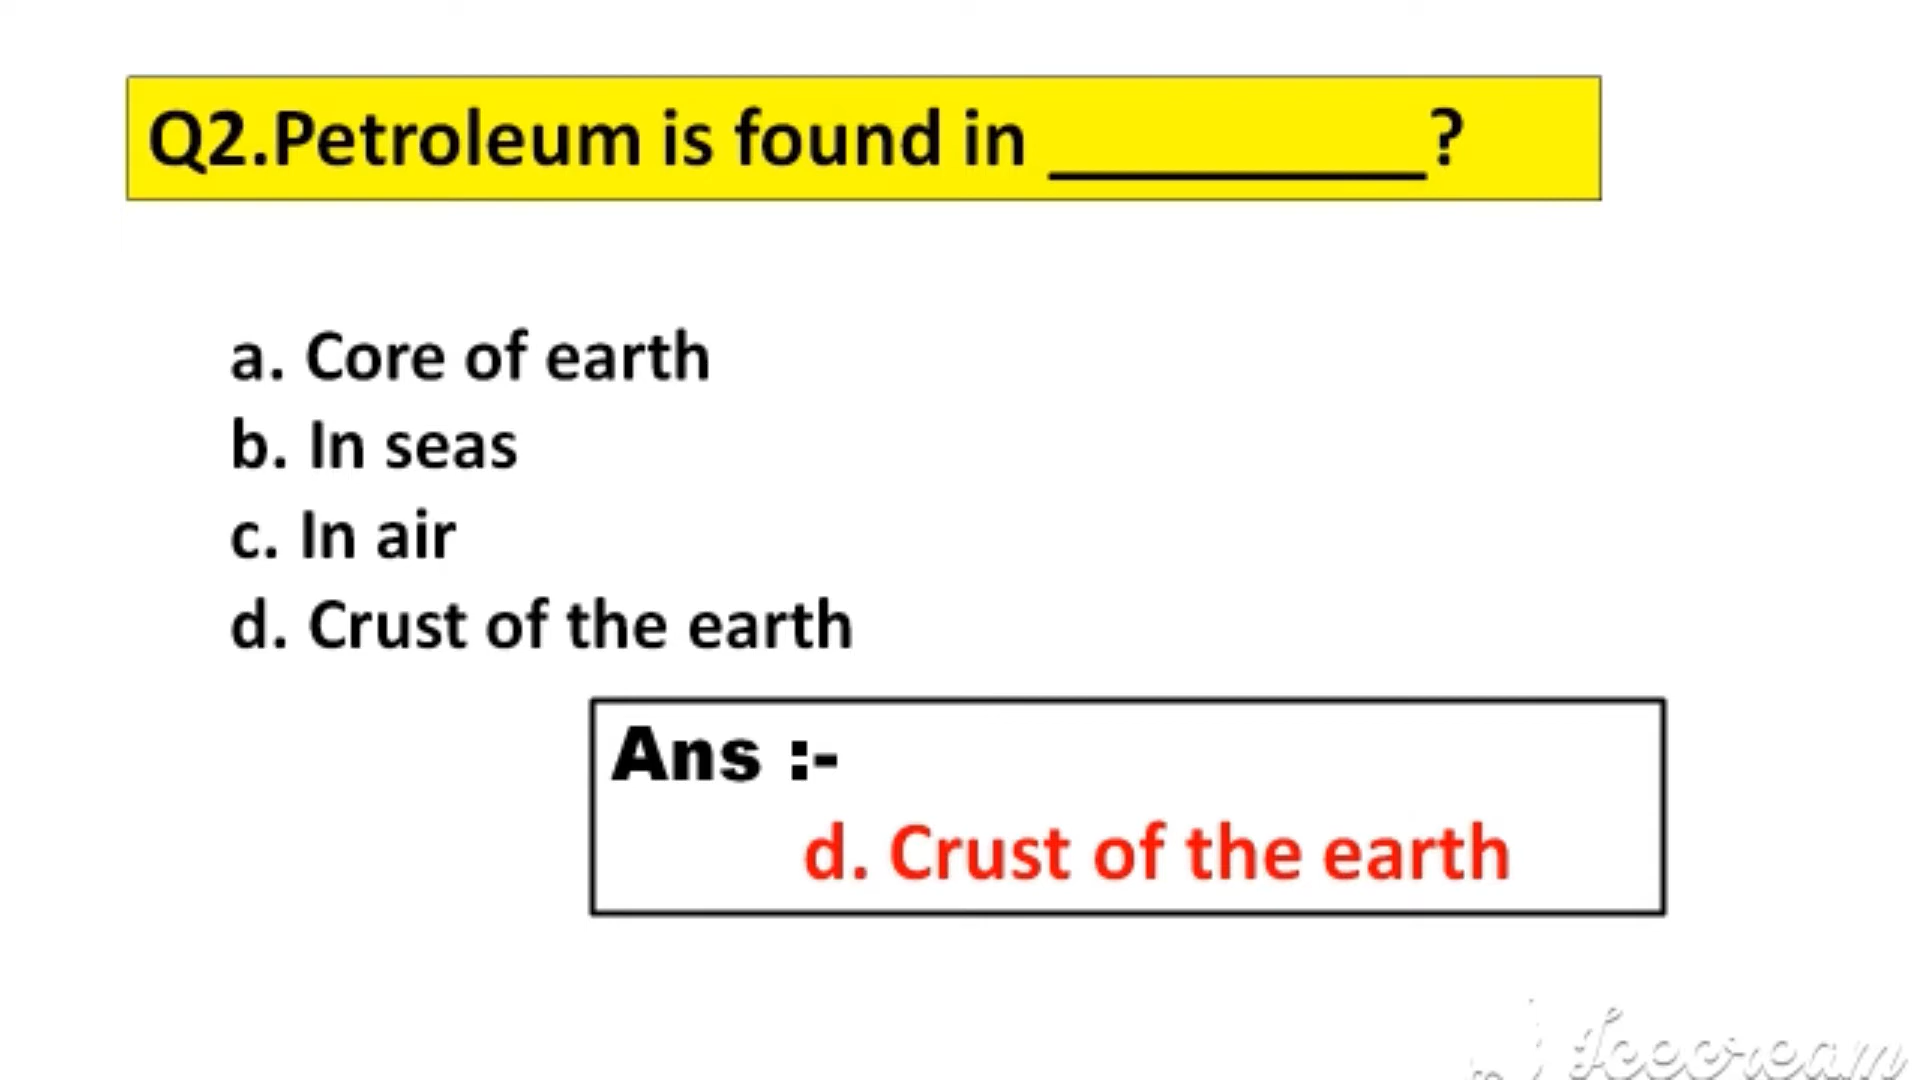 Q2.Petroleum is found in __________?
a. Core of earth
b. In seas
c. In air
d. Crust of the earth
Ans :-
d. Crust of the earth
Icecream